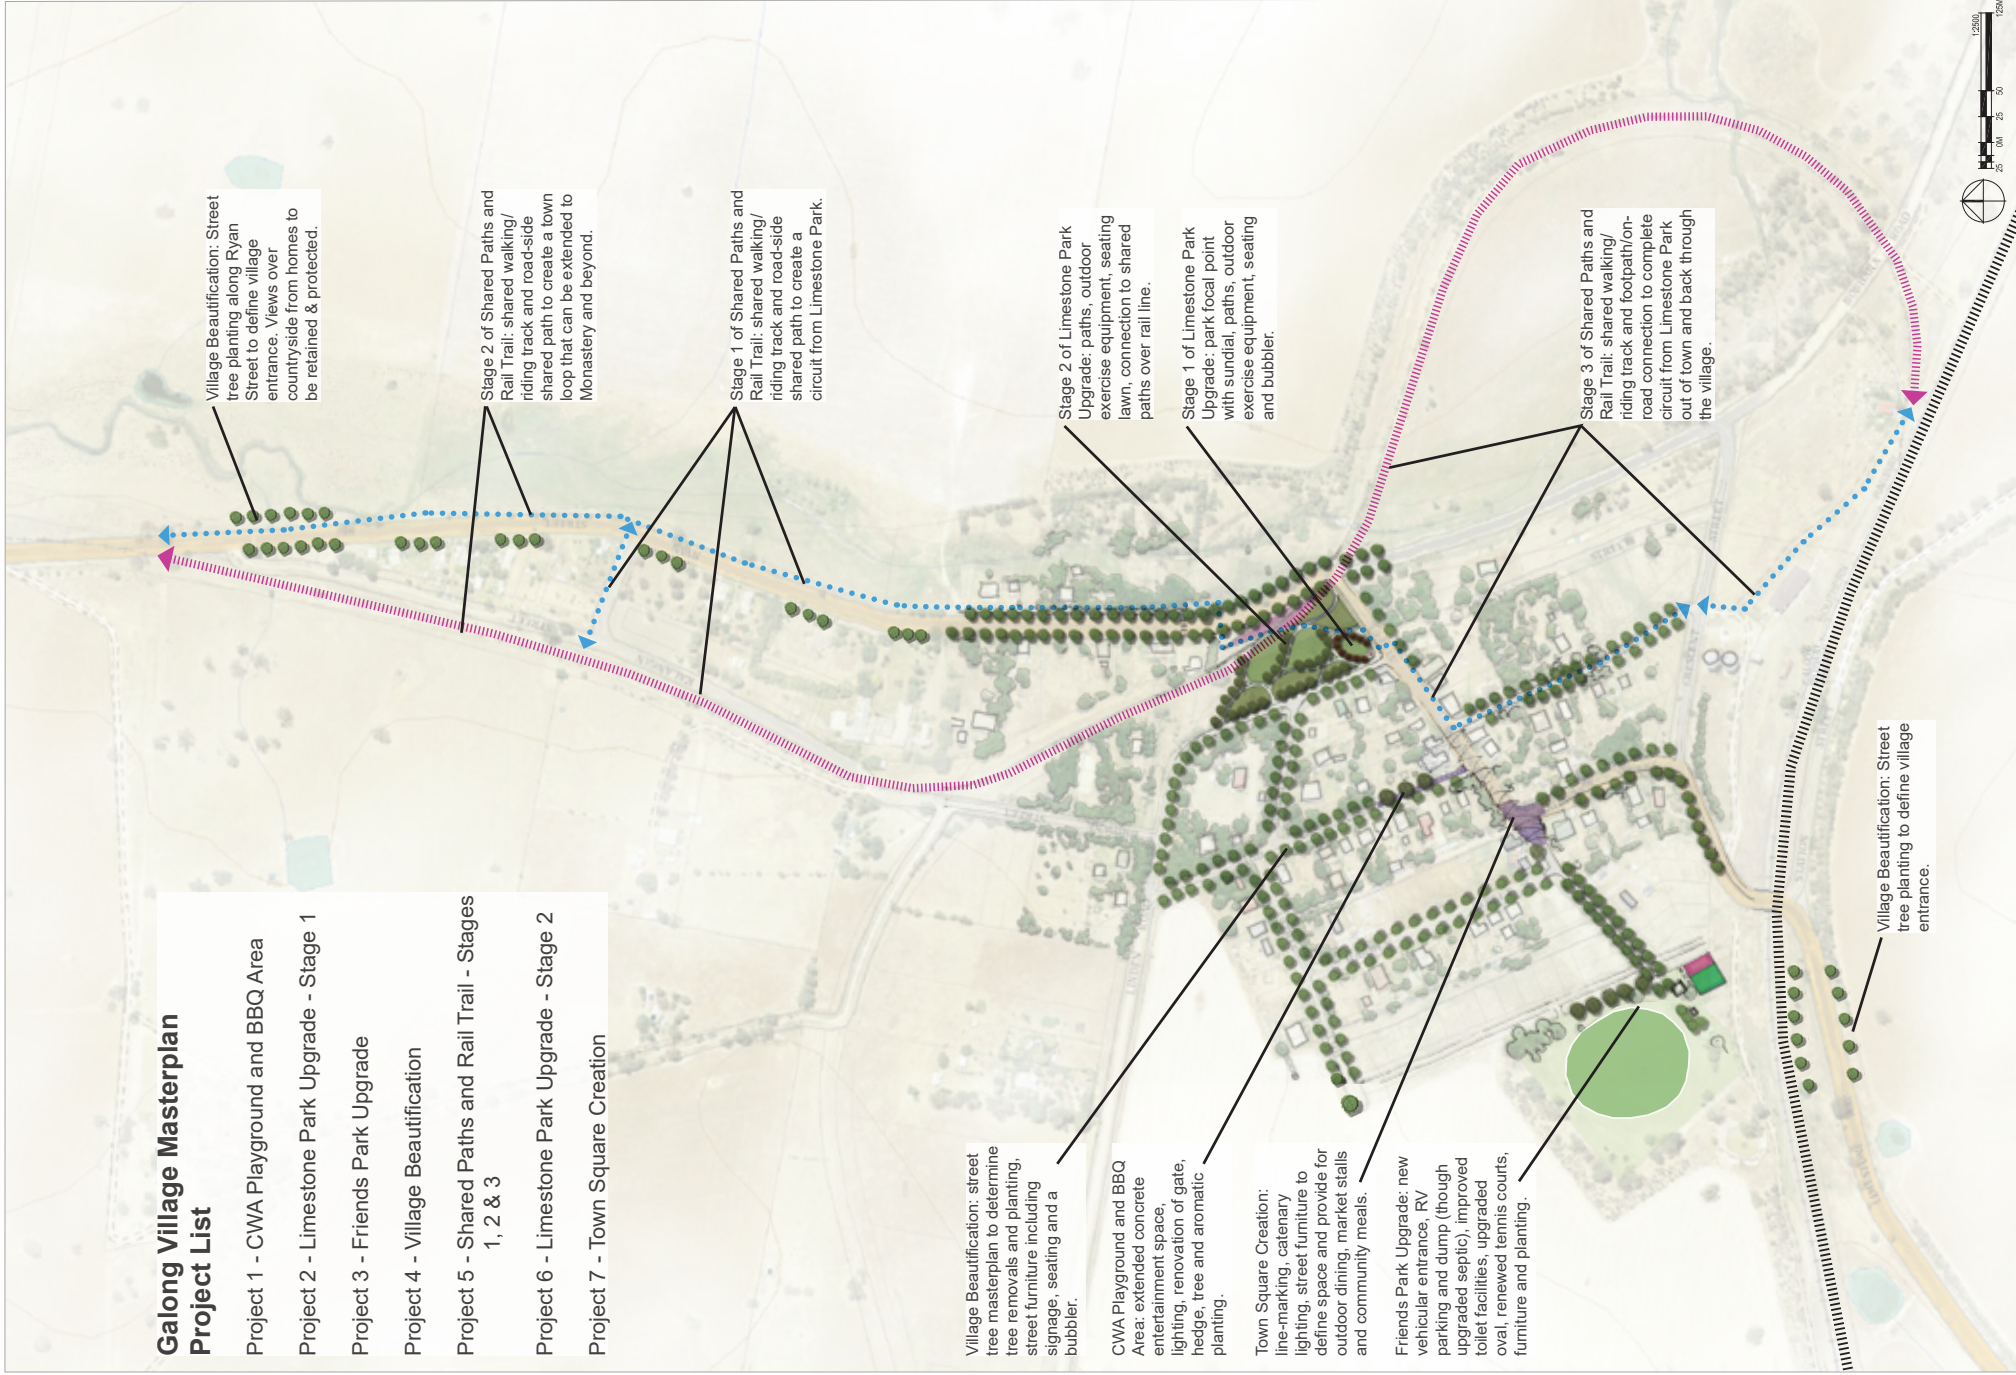 Galong Village Masterplan
Project List
Project 1 - CWA Playground and BBQ Area
Project 2 - Limestone Park Upgrade - Stage 1
Project 3 - Friends Park Upgrade
Project 4 - Village Beautification
Project 5 - Shared Paths and Rail Trail - Stages
1, 2 & 3
Project 6 - Limestone Park Upgrade - Stage 2
Project 7 - Town Square Creation
Village Beautification: street
tree masterplan to determine
tree removals and planting,
street furniture including
signage, seating and a
bubbler.
CWA Playground and BBQ
Area: extended concrete
entertainment space,
lighting, renovation of gate,
hedge, tree and aromatic
planting.
Town Square Creation:
line-marking, catenary
lighting, street furniture to
define space and provide for
outdoor dining, market stalls
and community meals.
Friends Park Upgrade: new
vehicular entrance, RV
parking and dump (though
upgraded septic), improved
toilet facilities, upgraded
oval, renewed tennis courts,
furniture and planting.
Village Beautification: Street
tree planting along Ryan
Street to define village
entrance. Views over
countryside from homes to
be retained & protected.
Stage 2 of Shared Paths and
Rail Trail: shared walking/
riding track and road-side
shared path to create a town
loop that can be extended to
Monastery and beyond.
Stage 1 of Shared Paths and
Rail Trail: shared walking/
riding track and road-side
shared path to create a
circuit from Limestone Park.
Stage 2 of Limestone Park
Upgrade: paths, outdoor
exercise equipment, seating
lawn, connection to shared
paths over rail line.
Stage 1 of Limestone Park
Upgrade: park focal point
with sundial, paths, outdoor
exercise equipment, seating
and bubbler.
Stage 3 of Shared Paths and
Rail Trail: shared walking/
riding track and footpath/on-
road connection to complete
circuit from Limestone Park
out of town and back through
the village.
Village Beautification: Street
tree planting to define village
entrance.
STREET
1:2500
25 0M 25 50 125M